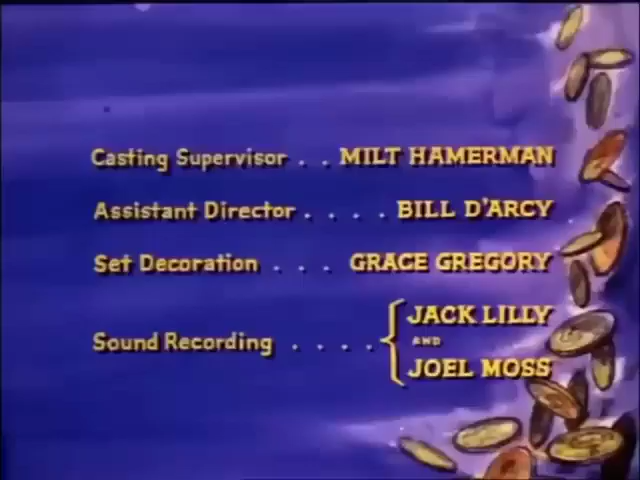 Casting Supervisor . . MILT HAMERMAN
Assistant Director . . . . BILL D'ARCY
Set Decoration . . . GRACE GREGORY
Sound Recording . . . . { JACK LILLY
AND
JOEL MOSS